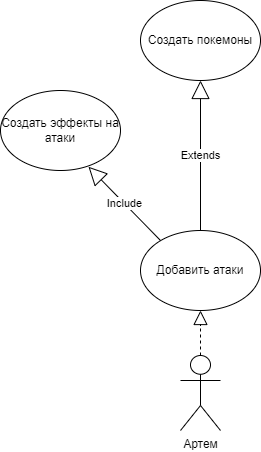 Создать покемоны
Создать эффекты на
атаки
Extends
Include
Добавить атаки
Артем